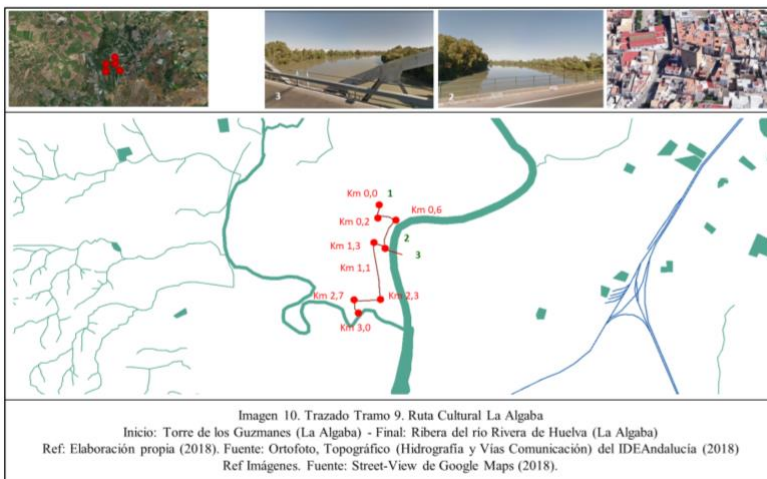 3
2
Km 0,0
1
Km 0,2
Km 0,6
2
Km 1,3
3
Km 1,1
Km 2,7
Km 2,3
Km 3,0
Imagen 10. Trazado Tramo 9. Ruta Cultural La Algaba
Inicio: Torre de los Guzmanes (La Algaba) - Final: Ribera del río Rivera de Huelva (La Algaba)
Ref: Elaboración propia (2018). Fuente: Ortofoto, Topográfico (Hidrografía y Vías Comunicación) del IDEAndalucía (2018)
Ref Imágenes. Fuente: Street-View de Google Maps (2018).